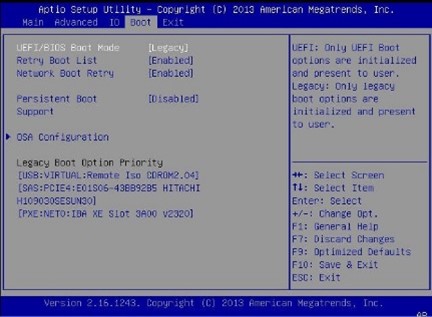 Aptio Setup Utility - Copyright (C) 2013 American Megatrends, Inc.
Main Advanced IO Boot Exit
UEFI/BIOS Boot Mode [Legacy]
Retry Boot List [Enabled]
Network Boot Retry [Enabled]
Persistent Boot [Disabled]
Support
OSA Configuration
Legacy Boot Option Priority
[USB:VIRTUAL:Remote Iso CDROM2.04]
[SAS:PCIE4:E01S06-43BB92B5 HITACHI
H109030SESUN30]
[PXE:NET0:IBA XE Slot 3A00 v2320]
UEFI: Only UEFI Boot
options are initialized
and present to user.
Legacy: Only legacy
boot options are
initialized and present
to user.
→←: Select Screen
↑↓: Select Item
Enter: Select
+/-: Change Opt.
F1: General Help
F7: Discard Changes
F9: Optimized Defaults
F10: Save & Exit
ESC: Exit
Version 2.16.1243. Copyright (C) 2013 American Megatrends, Inc.
AB